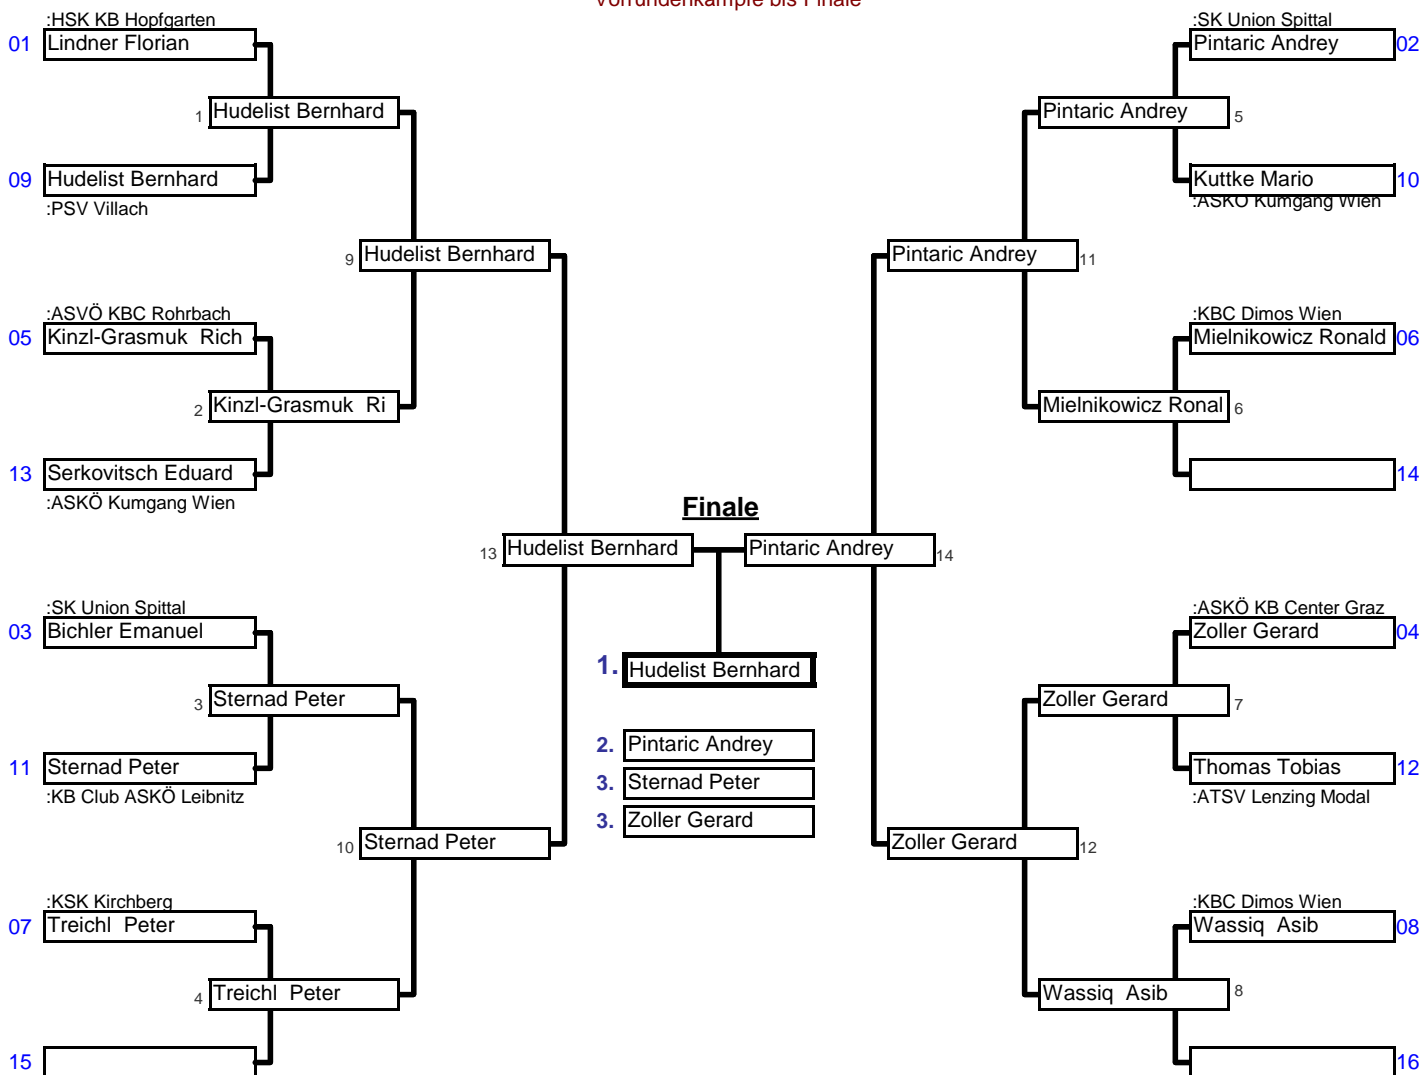 Vorrundenkämpfe bis Finale
:HSK KB Hopfgarten
01 Lindner Florian
1 Hudelist Bernhard
09 Hudelist Bernhard
:PSV Villach
9 Hudelist Bernhard
:ASVÖ KBC Rohrbach
05 Kinzl-Grasmuk Rich
2 Kinzl-Grasmuk Ri
13 Serkovitsch Eduard
:ASKÖ Kumgang Wien
13 Hudelist Bernhard
:SK Union Spittal
03 Bichler Emanuel
3 Sternad Peter
11 Sternad Peter
:KB Club ASKÖ Leibnitz
10 Sternad Peter
:KSK Kirchberg
07 Treichl Peter
4 Treichl Peter
15
Finale
1. Hudelist Bernhard
2. Pintaric Andrey
3. Sternad Peter
3. Zoller Gerard
:SK Union Spittal
Pintaric Andrey 02
Pintaric Andrey 5
Kuttke Mario 10
:ASKÖ Kumgang Wien
Pintaric Andrey 11
:KBC Dimos Wien
Mielnikowicz Ronald 06
Mielnikowicz Ronal 6
14
Pintaric Andrey 14
:ASKÖ KB Center Graz
Zoller Gerard 04
Zoller Gerard 7
Thomas Tobias 12
:ATSV Lenzing Modal
Zoller Gerard 12
:KBC Dimos Wien
Wassiq Asib 08
Wassiq Asib 8
16